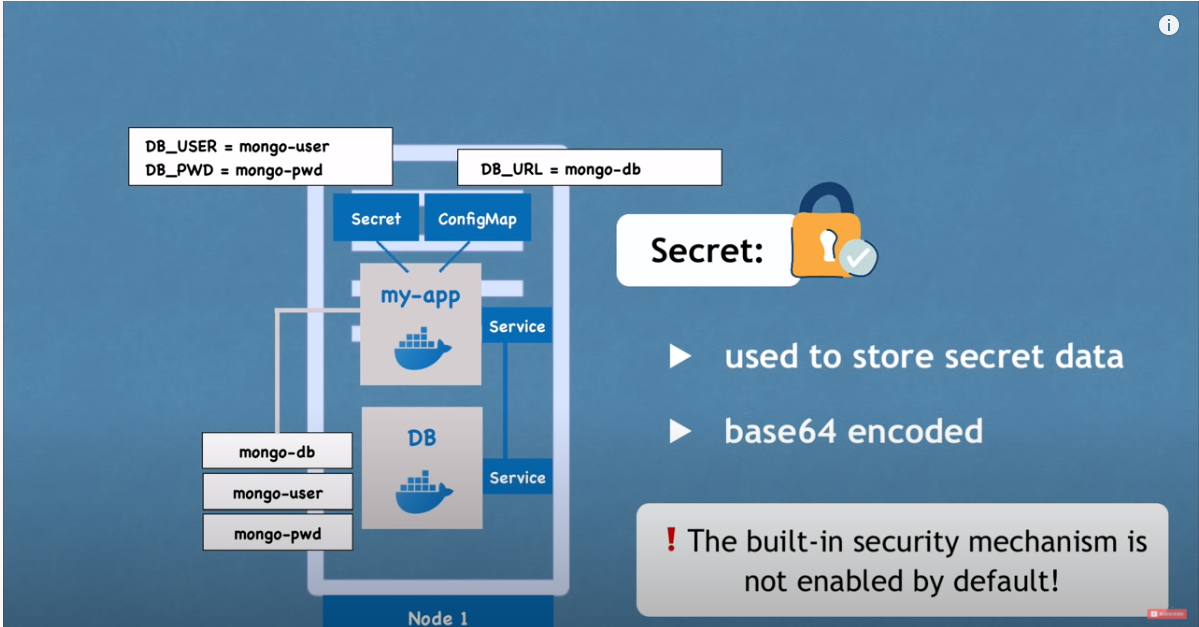 DB_USER = mongo-user
DB_PWD = mongo-pwd
DB_URL = mongo-db
Secret
ConfigMap
my-app
Service
DB
Service
mongo-db
mongo-user
mongo-pwd
Node 1
Secret:
used to store secret data
base64 encoded
! The built-in security mechanism is
not enabled by default!